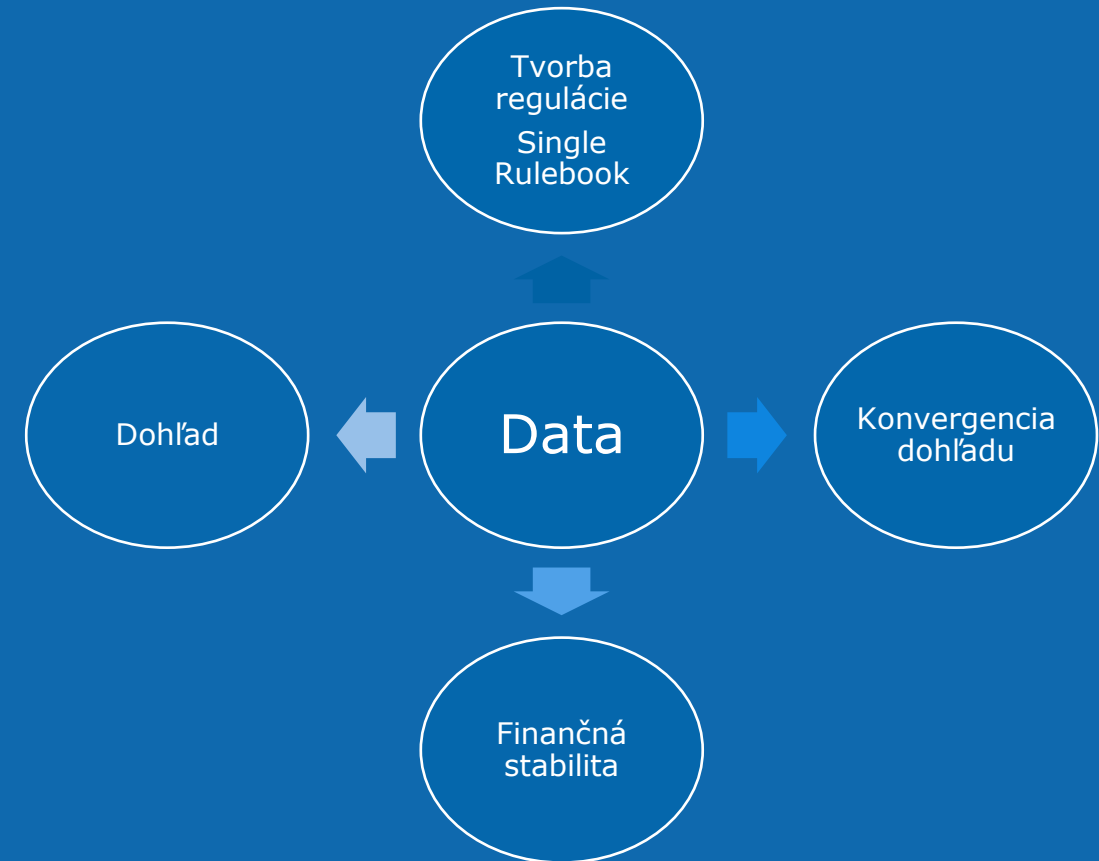 Tvorba
regulácie
Single
Rulebook
Dohľad
Data
Konvergencia
dohľadu
Finančná
stabilita